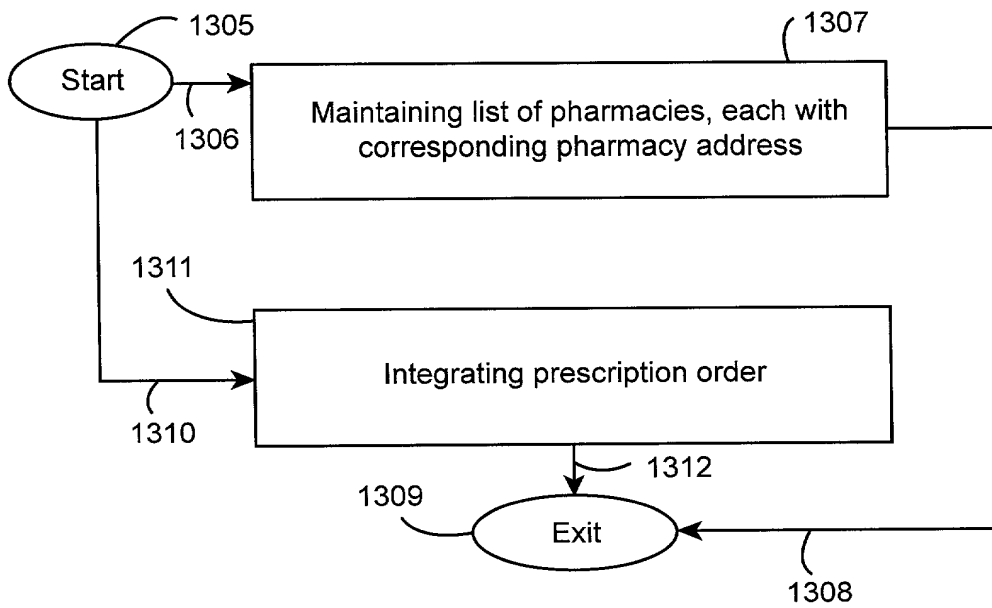 1305
1307
Start
1306
Maintaining list of pharmacies, each with
corresponding pharmacy address
1311
Integrating prescription order
1310
1312
1309
Exit
1308